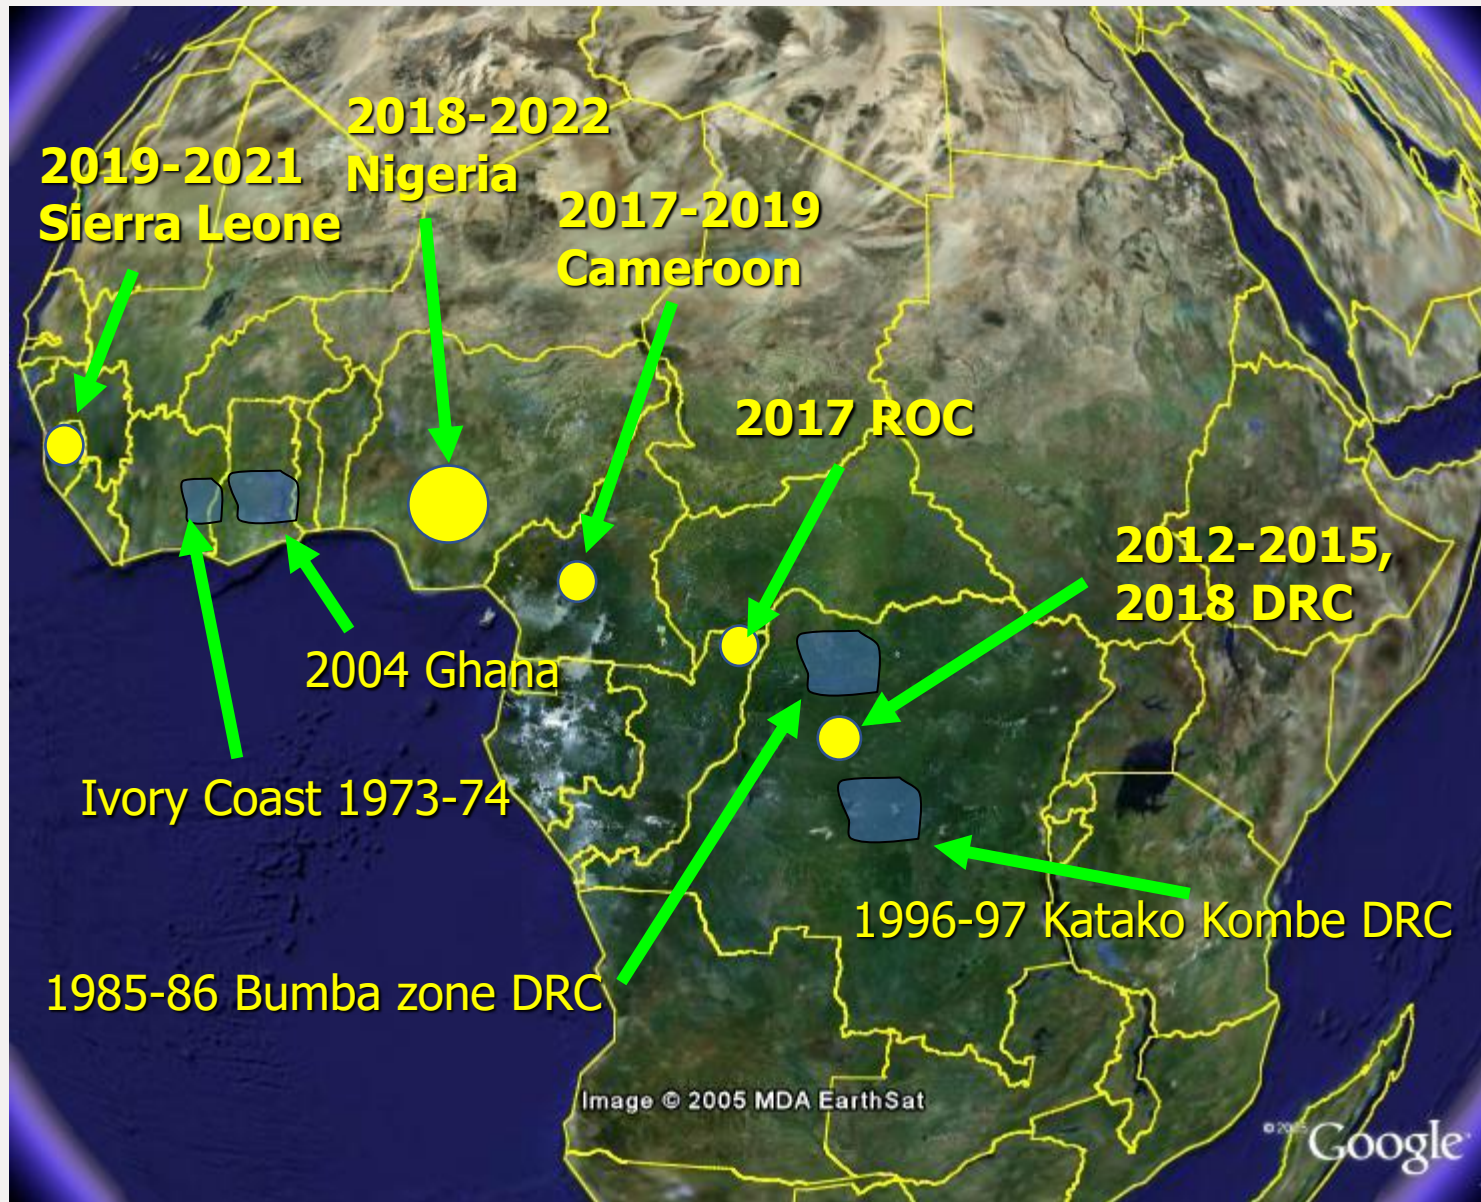 2018-2022
Nigeria
2019-2021
Sierra Leone
2017-2019
Cameroon
2017 ROC
2012-2015,
2018 DRC
2004 Ghana
Ivory Coast 1973-74
1996-97 Katako Kombe DRC
1985-86 Bumba zone DRC
Image © 2005 MDA EarthSat
Google